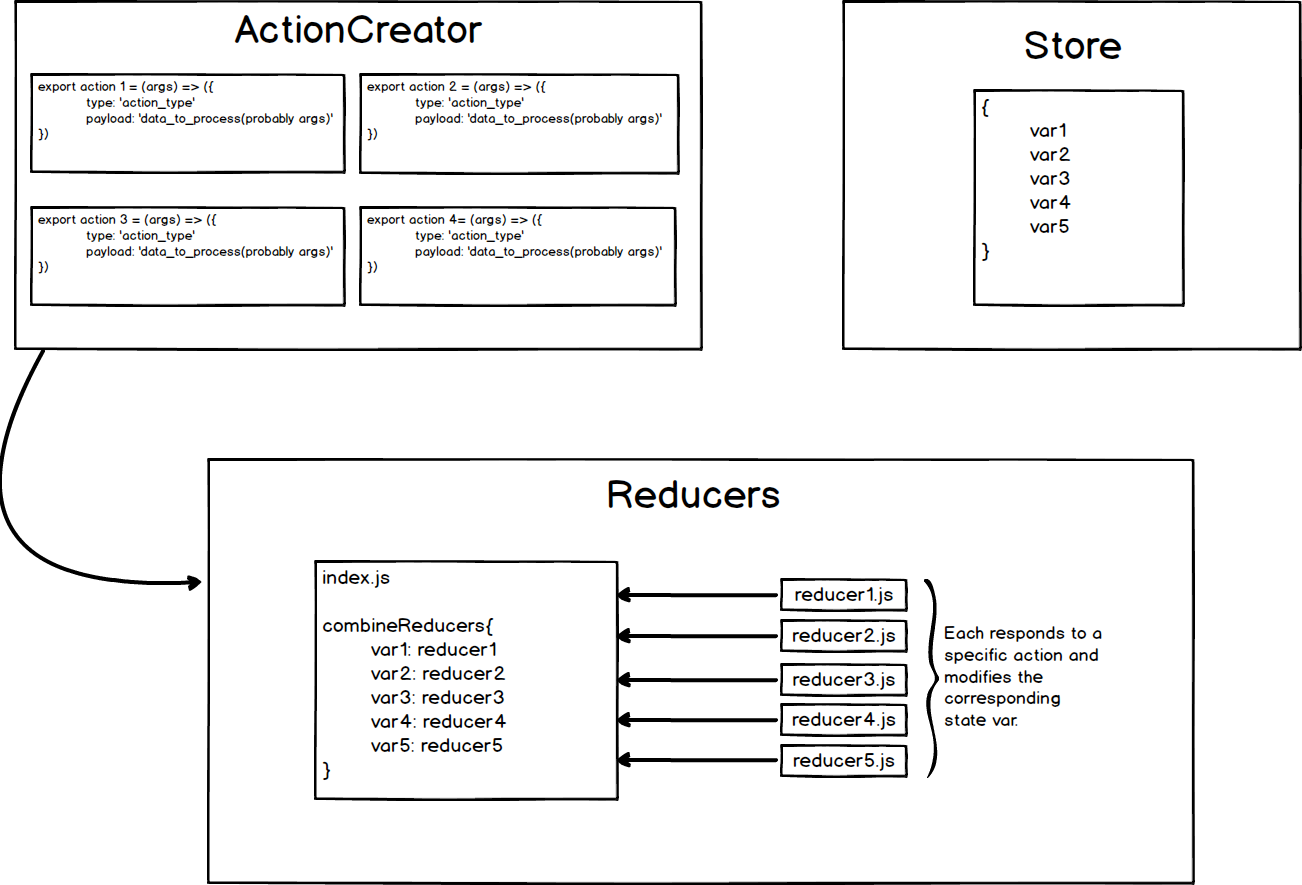 ActionCreator
export action 1 = (args) => ({
type: 'action_type'
payload: 'data_to_process(probably args)'
})
export action 2 = (args) => ({
type: 'action_type'
payload: 'data_to_process(probably args)'
})
export action 3 = (args) => ({
type: 'action_type'
payload: 'data_to_process(probably args)'
})
export action 4= (args) => ({
type: 'action_type'
payload: 'data_to_process(probably args)'
})
Store
{
var1
var2
var3
var4
var5
}
Reducers
index.js
combineReducers{
var1: reducer1
var2: reducer2
var3: reducer3
var4: reducer4
var5: reducer5
}
reducer1.js
reducer2.js
reducer3.js
reducer4.js
reducer5.js
Each responds to a
specific action and
modifies the
corresponding
state var.